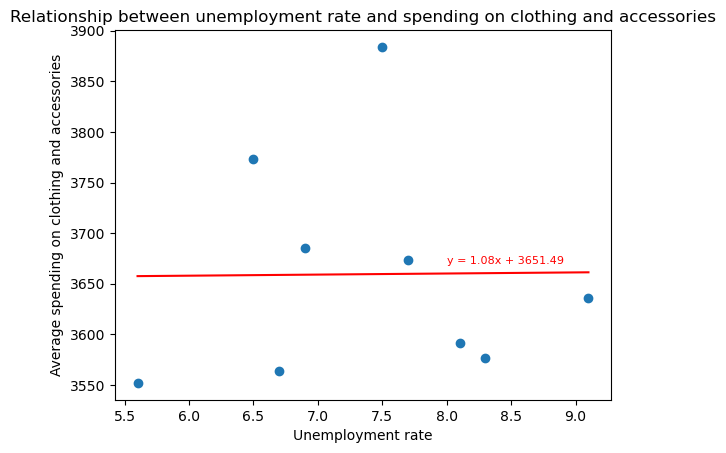 Relationship between unemployment rate and spending on clothing and accessories
Average spending on clothing and accessories
3900
3850
3800
3750
3700
3650
3600
3550
y = 1.08x + 3651.49
5.5 6.0 6.5 7.0 7.5 8.0 8.5 9.0
Unemployment rate